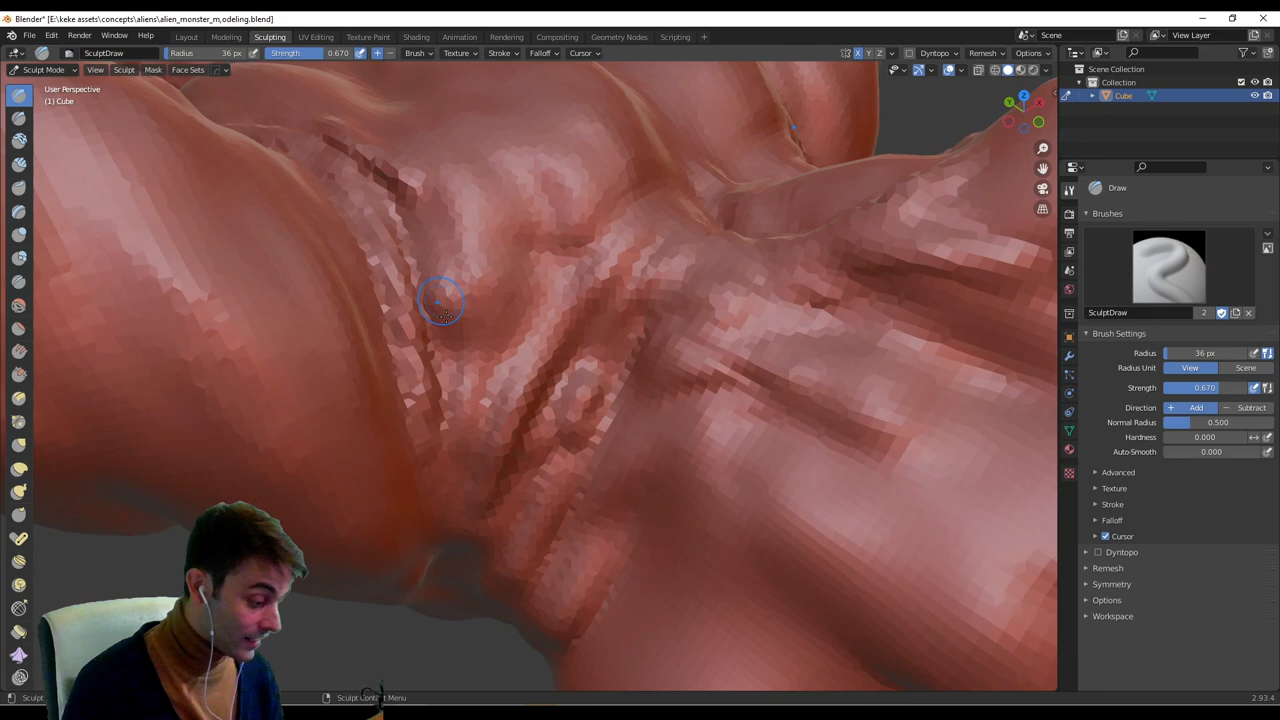 Blender* [E:\keke assets\concepts\aliens\alien_monster_m,odeling.blend]
File Edit Render Window Help Layout Modeling Sculpting UV Editing Texture Paint Shading Animation Rendering Compositing Geometry Nodes Scripting + Scene View Layer
SculptDraw Radius 36 px Strength 0.670 + − Brush Texture Stroke Falloff Cursor X Y Z Dyntopo Remesh Options
Sculpt Mode View Sculpt Mask Face Sets
User Perspective
(1) Cube
Z
Y
X
Scene Collection
Collection
Cube
Draw
Brushes
SculptDraw 2
Brush Settings
Radius 36 px
Radius Unit View Scene
Strength 0.670
Direction + Add − Subtract
Normal Radius 0.500
Hardness 0.000
Auto-Smooth 0.000
Advanced
Texture
Stroke
Falloff
Cursor
Dyntopo
Remesh
Symmetry
Options
Workspace
Sculpt Sculpt Context Menu 2.93.4